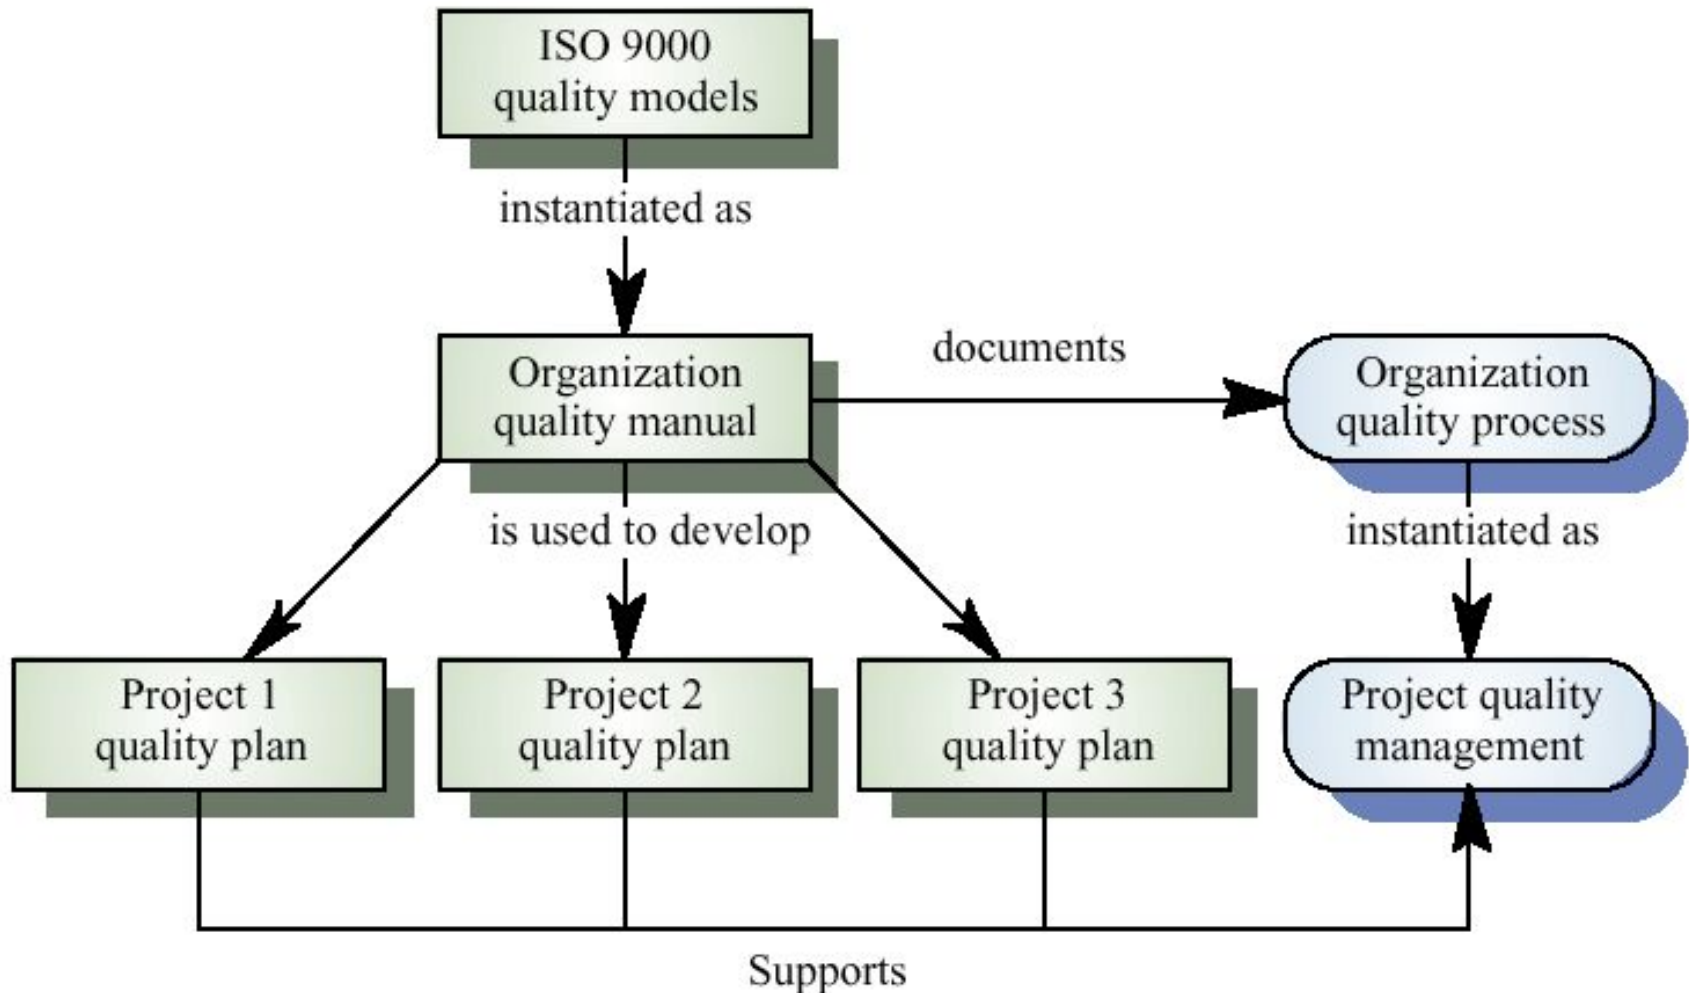 ISO 9000
quality models
instantiated as
documents
Organization
quality manual
Organization
quality process
is used to develop
instantiated as
Project 1
quality plan
Project 2
quality plan
Project 3
quality plan
Project quality
management
Supports